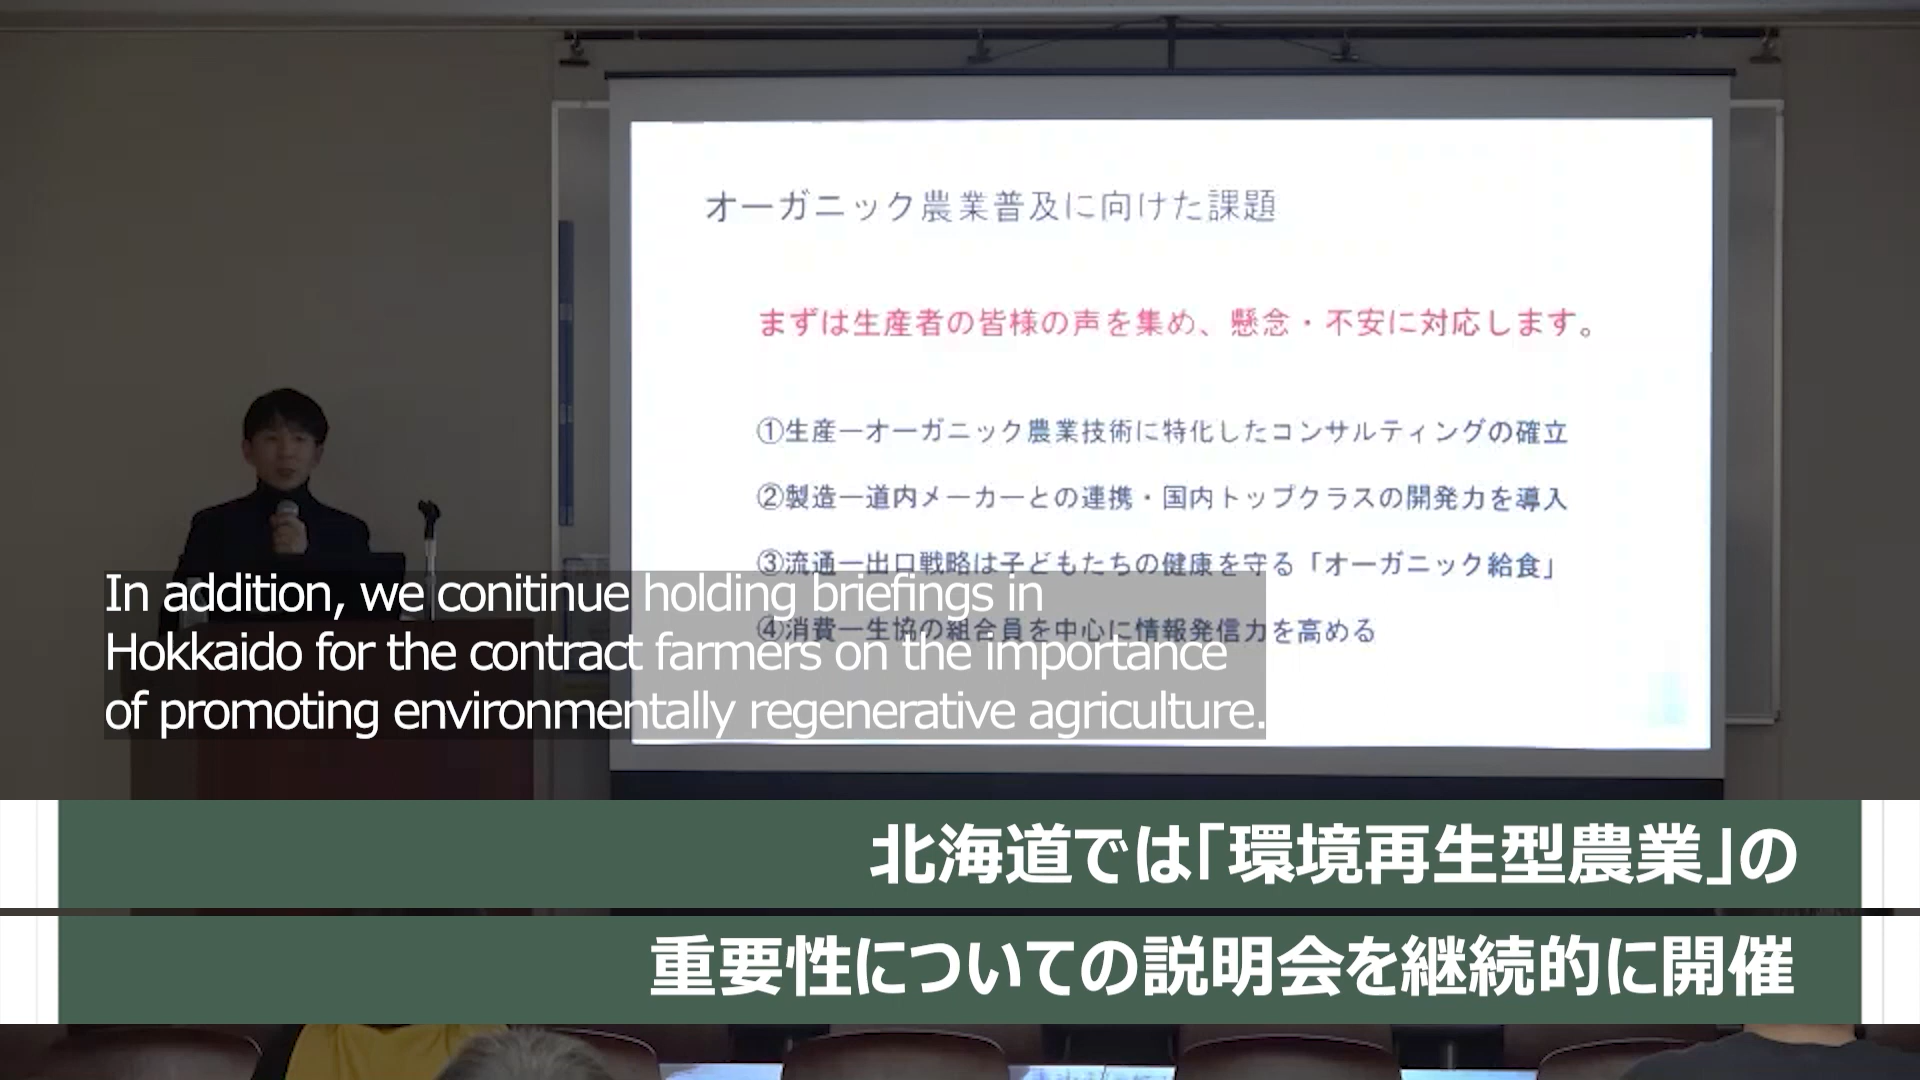 オーガニック農業普及に向けた課題
まずは生産者の皆様の声を集め、懸念・不安に対応します。
①生産ーオーガニック農業技術に特化したコンサルティングの確立
②製造ー道内メーカーとの連携・国内トップクラスの開発力を導入
③流通ー出口戦略は子どもたちの健康を守る「オーガニック給食」
④消費ー生協の組合員を中心に情報発信力を高める
In addition, we conitinue holding briefings in
Hokkaido for the contract farmers on the importance
of promoting environmentally regenerative agriculture.
北海道では「環境再生型農業」の
重要性についての説明会を継続的に開催